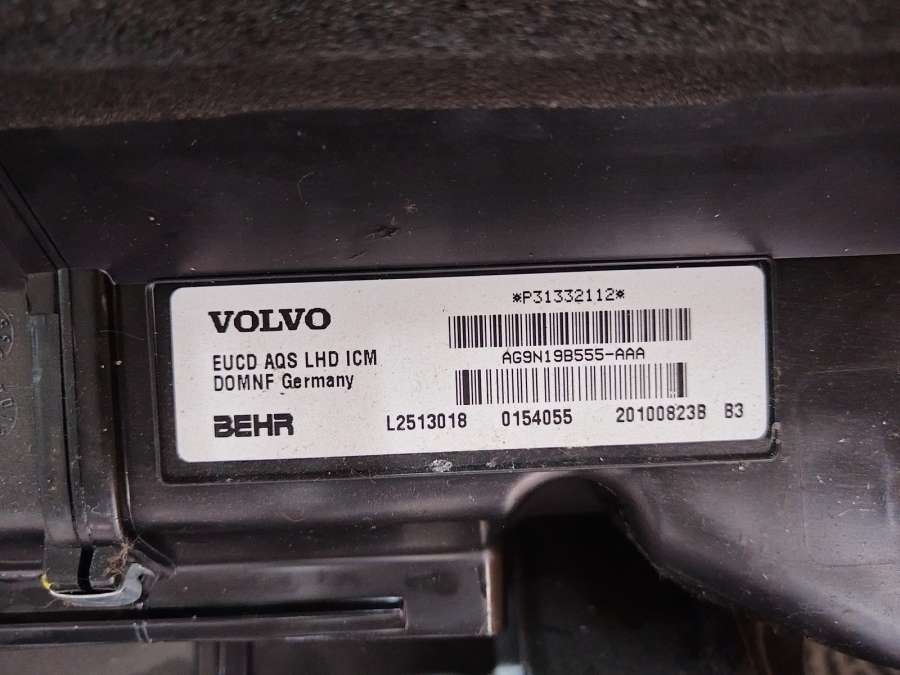 VOLVO
*P31332112*
EUCD AQS LHD ICM
AG9N19B555-AAA
DOMNF Germany
BEHR
L2513018 0154055 20100823B B3